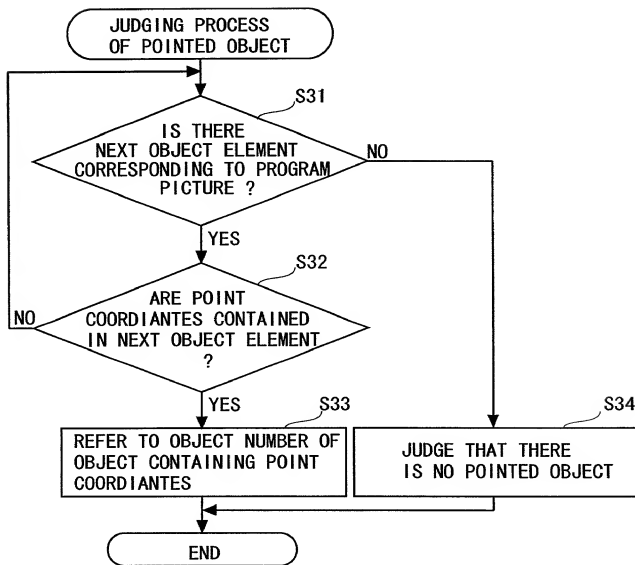 JUDGING PROCESS
OF POINTED OBJECT
S31
IS THERE
NEXT OBJECT ELEMENT
CORRESPONDING TO PROGRAM
PICTURE ?
NO
YES
S32
ARE POINT
COORDIANTES CONTAINED
IN NEXT OBJECT ELEMENT
?
NO
YES
S33
REFER TO OBJECT NUMBER OF
OBJECT CONTAINING POINT
COORDIANTES
S34
JUDGE THAT THERE
IS NO POINTED OBJECT
END